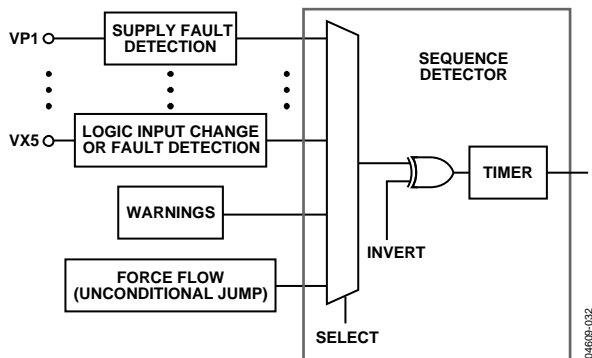 VP1
SUPPLY FAULT
DETECTION
SEQUENCE
DETECTOR
VX5
LOGIC INPUT CHANGE
OR FAULT DETECTION
TIMER
WARNINGS
INVERT
FORCE FLOW
(UNCONDITIONAL JUMP)
SELECT
04609-032